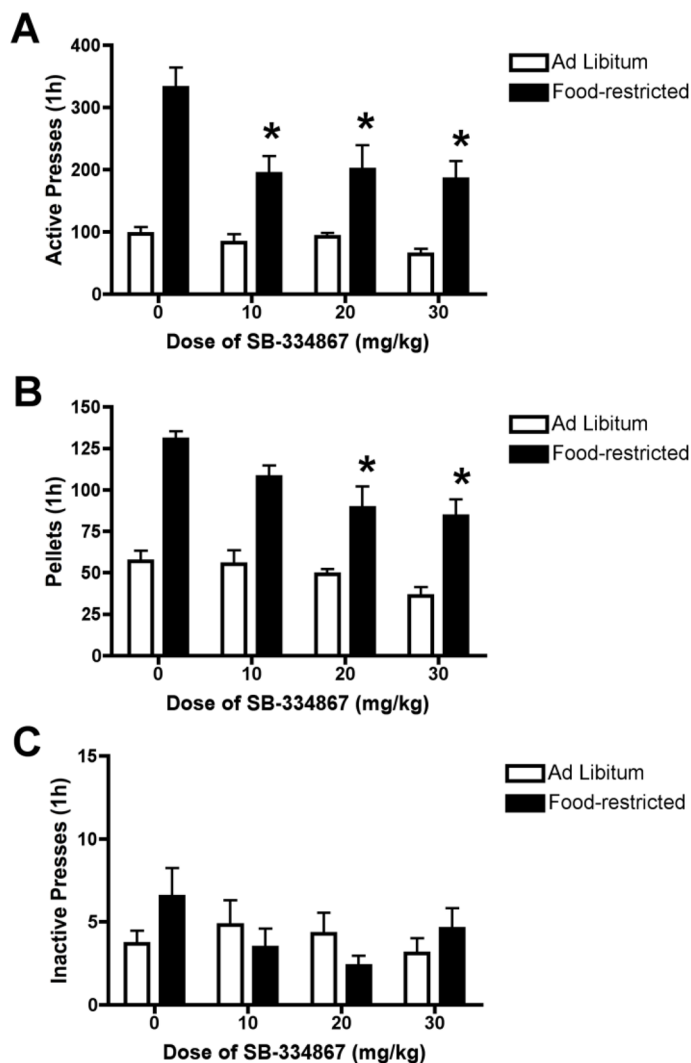 A
Active Presses (1h)
400
300
200
100
0
* * *
0 10 20 30
Dose of SB-334867 (mg/kg)
Ad Libitum
Food-restricted
B
Pellets (1h)
150
125
100
75
50
25
0
* *
0 10 20 30
Dose of SB-334867 (mg/kg)
Ad Libitum
Food-restricted
C
Inactive Presses (1h)
15
10
5
0
0 10 20 30
Dose of SB-334867 (mg/kg)
Ad Libitum
Food-restricted